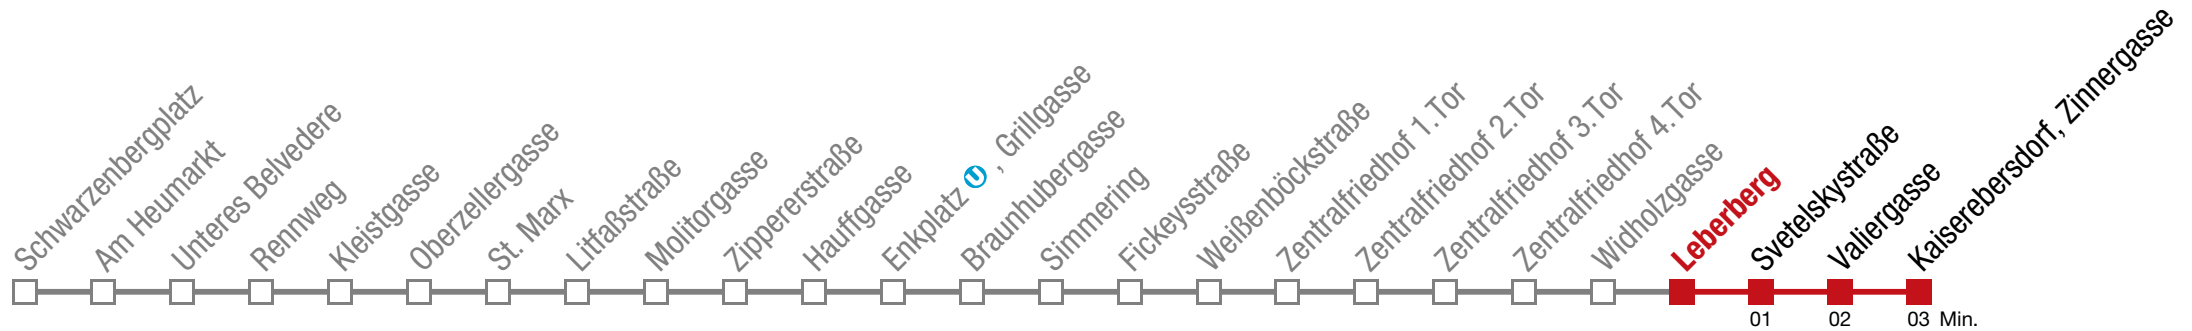 Schwarzenbergplatz
Am Heumarkt
Unteres Belvedere
Rennweg
Kleistgasse
Oberzellergasse
St. Marx
Litfaßstraße
Molitorgasse
Zippererstraße
Hauffgasse
Enkplatz U , Grillgasse
Braunhubergasse
Simmering
Fickeysstraße
Weißenböckstraße
Zentralfriedhof 1.Tor
Zentralfriedhof 2.Tor
Zentralfriedhof 3.Tor
Zentralfriedhof 4.Tor
Widholzgasse
Leberberg
Svetelskystraße
Valiergasse
Kaiserebersdorf, Zinnergasse
01 02 03 Min.